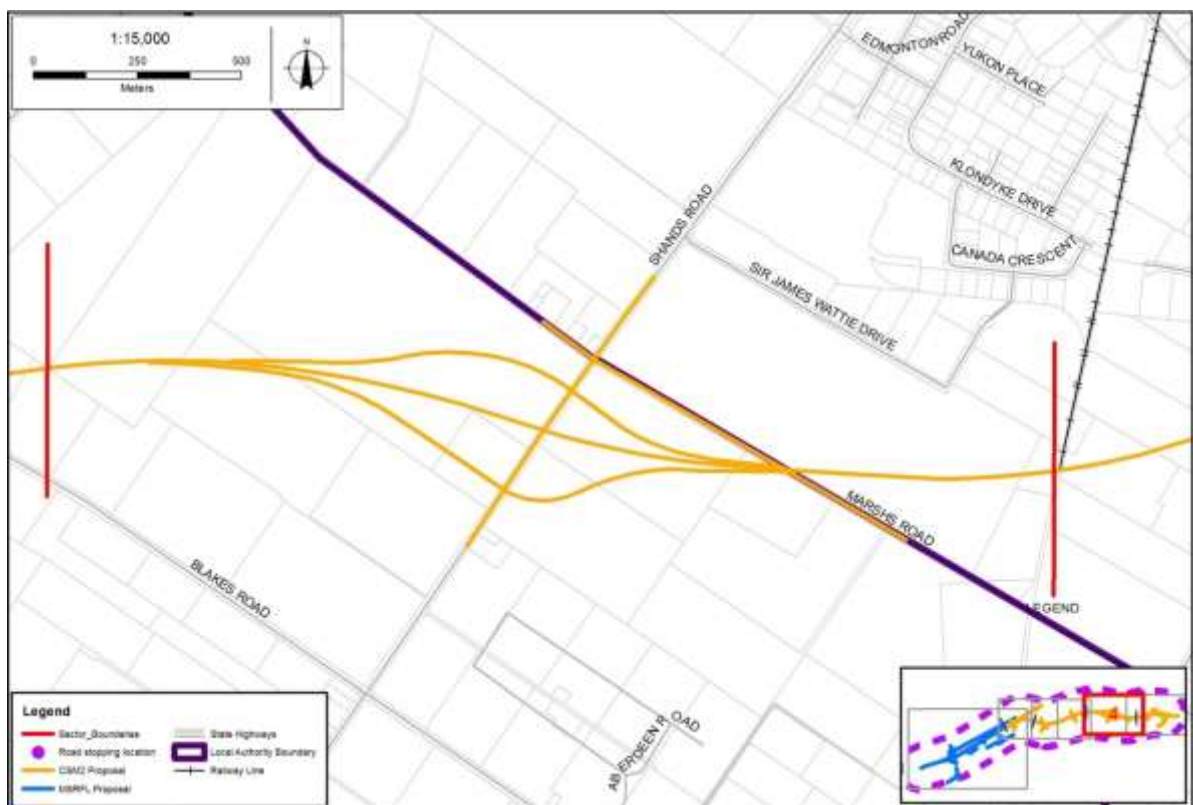 1:15,000
0 250 500
Meters
N
EDMONTON ROAD
YUKON PLACE
KLONDYKE DRIVE
CANADA CRESCENT
SHANDS ROAD
SIR JAMES WATTIE DRIVE
MARSHS ROAD
BLAKES ROAD
ABERDEEN ROAD
LEGEND
Legend
Sector_Boundaries
Road stopping location
CSM2 Proposal
MSRFL Proposal
State Highways
Local Authority Boundary
Railway Line
4